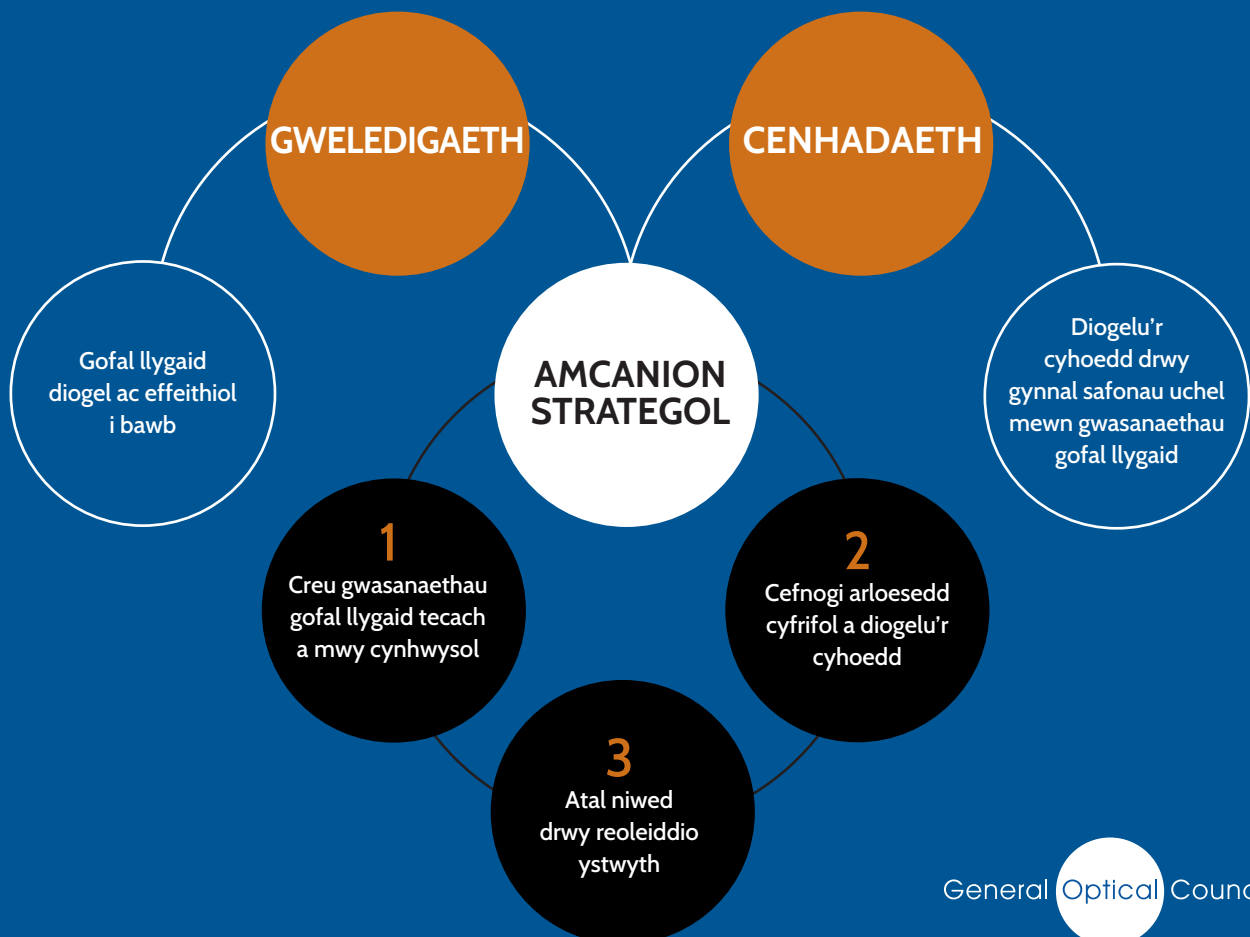 GWELEDIGAETH
CENHADAETH
Gofal llygaid
diogel ac effeithiol
i bawb
AMCANION
STRATEGOL
Diogelu'r
cyhoedd drwy
gynnal safonau uchel
mewn gwasanaethau
gofal llygaid
1
Creu gwasanaethau
gofal llygaid tecach
a mwy cynhwysol
2
Cefnogi arloesedd
cyfrifol a diogelu'r
cyhoedd
3
Atal niwed
drwy reoleiddio
ystwyth
General Optical